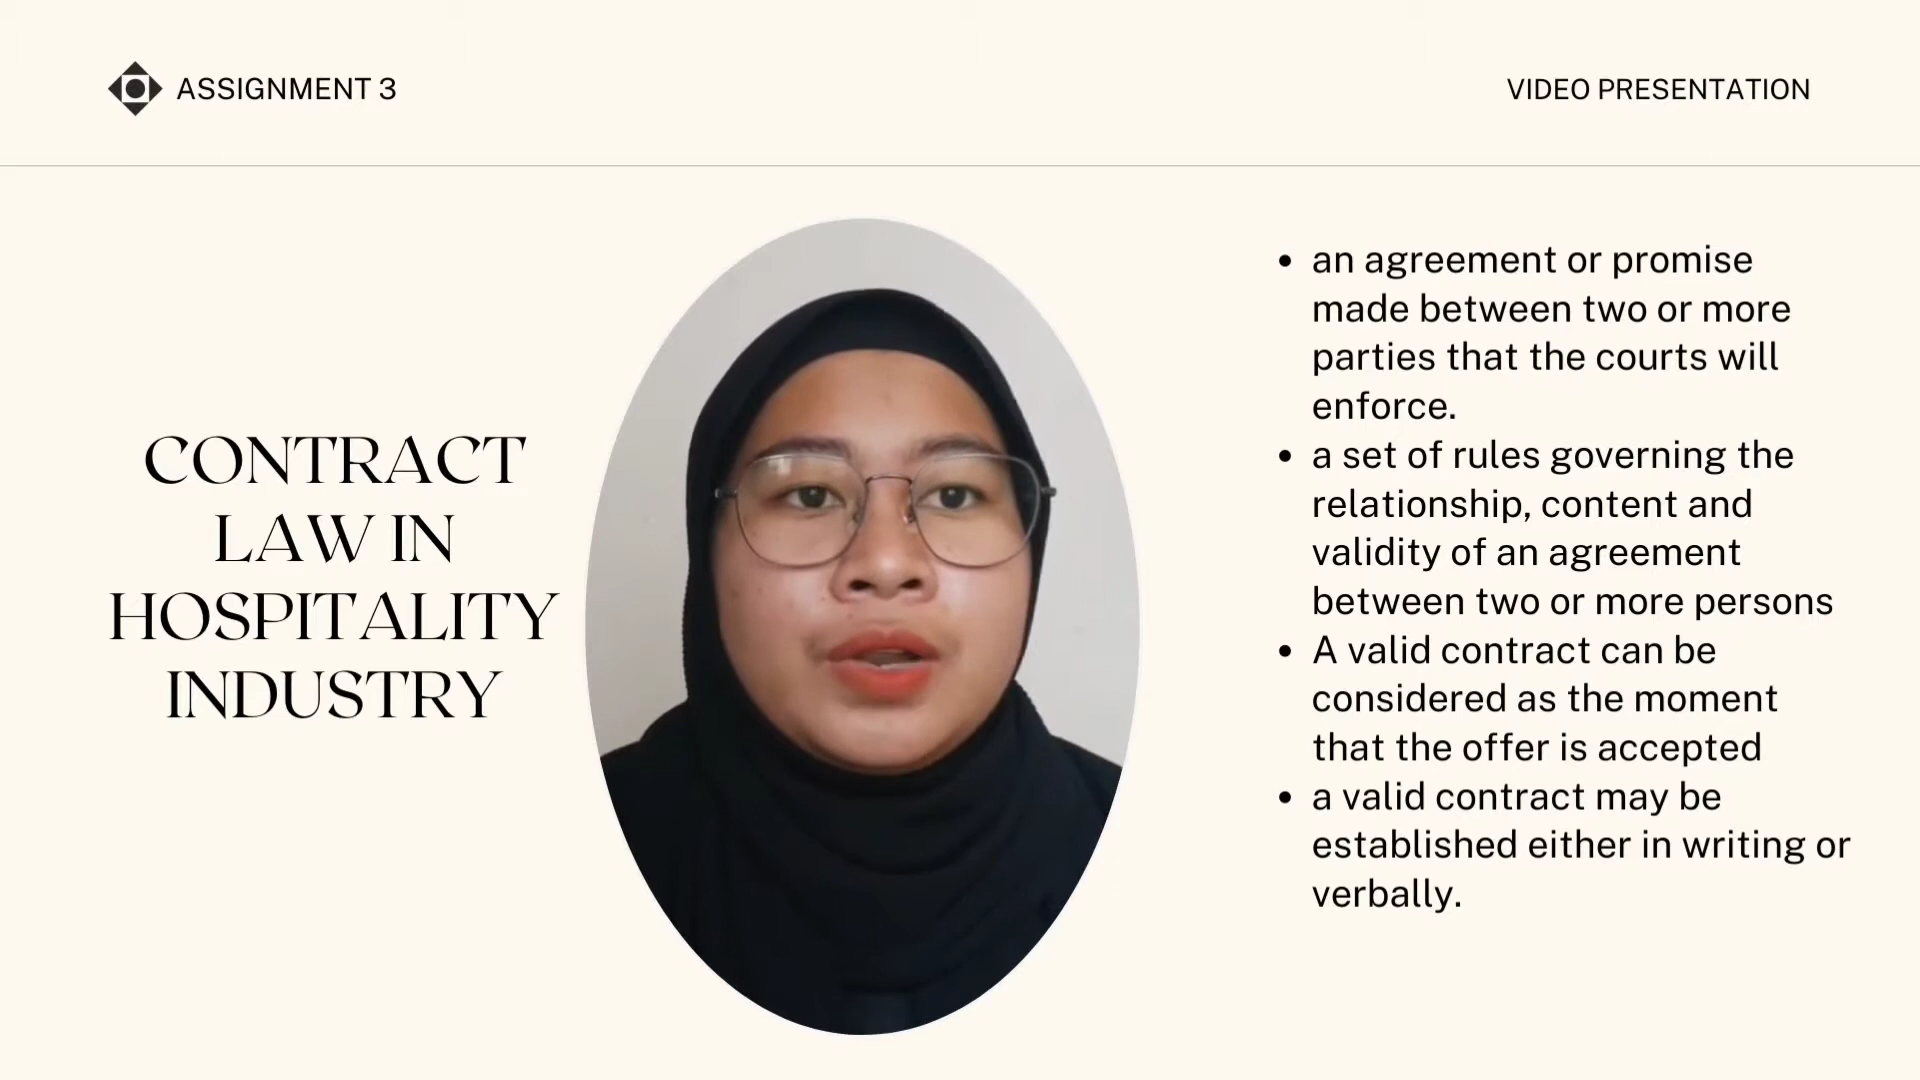 ASSIGNMENT 3
VIDEO PRESENTATION
CONTRACT
LAW IN
HOSPITALITY
INDUSTRY
• an agreement or promise
made between two or more
parties that the courts will
enforce.
• a set of rules governing the
relationship, content and
validity of an agreement
between two or more persons
• A valid contract can be
considered as the moment
that the offer is accepted
• a valid contract may be
established either in writing or
verbally.